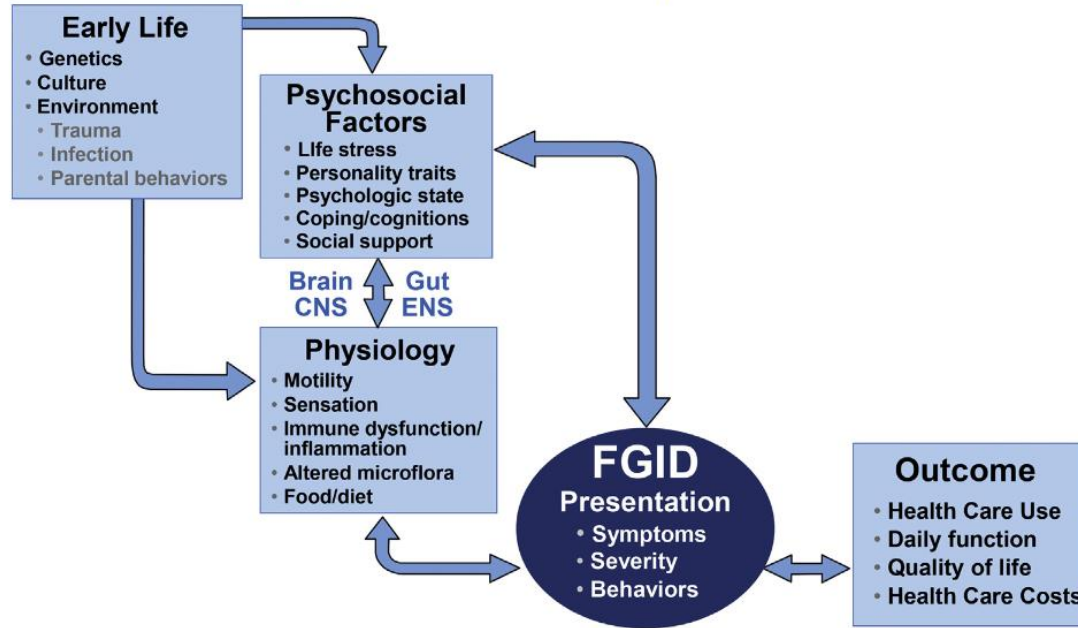 Early Life
• Genetics
• Culture
• Environment
• Trauma
• Infection
• Parental behaviors
Psychosocial
Factors
• LIfe stress
• Personality traits
• Psychologic state
• Coping/cognitions
• Social support
Brain Gut
CNS ENS
Physiology
• Motility
• Sensation
• Immune dysfunction/
inflammation
• Altered microflora
• Food/diet
FGID
Presentation
• Symptoms
• Severity
• Behaviors
Outcome
• Health Care Use
• Daily function
• Quality of life
• Health Care Costs